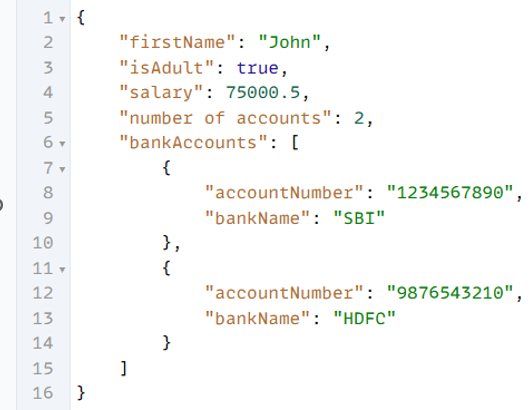 1 {
2     "firstName": "John",
3     "isAdult": true,
4     "salary": 75000.5,
5     "number of accounts": 2,
6     "bankAccounts": [
7         {
8             "accountNumber": "1234567890",
9             "bankName": "SBI"
10         },
11         {
12             "accountNumber": "9876543210",
13             "bankName": "HDFC"
14         }
15     ]
16 }